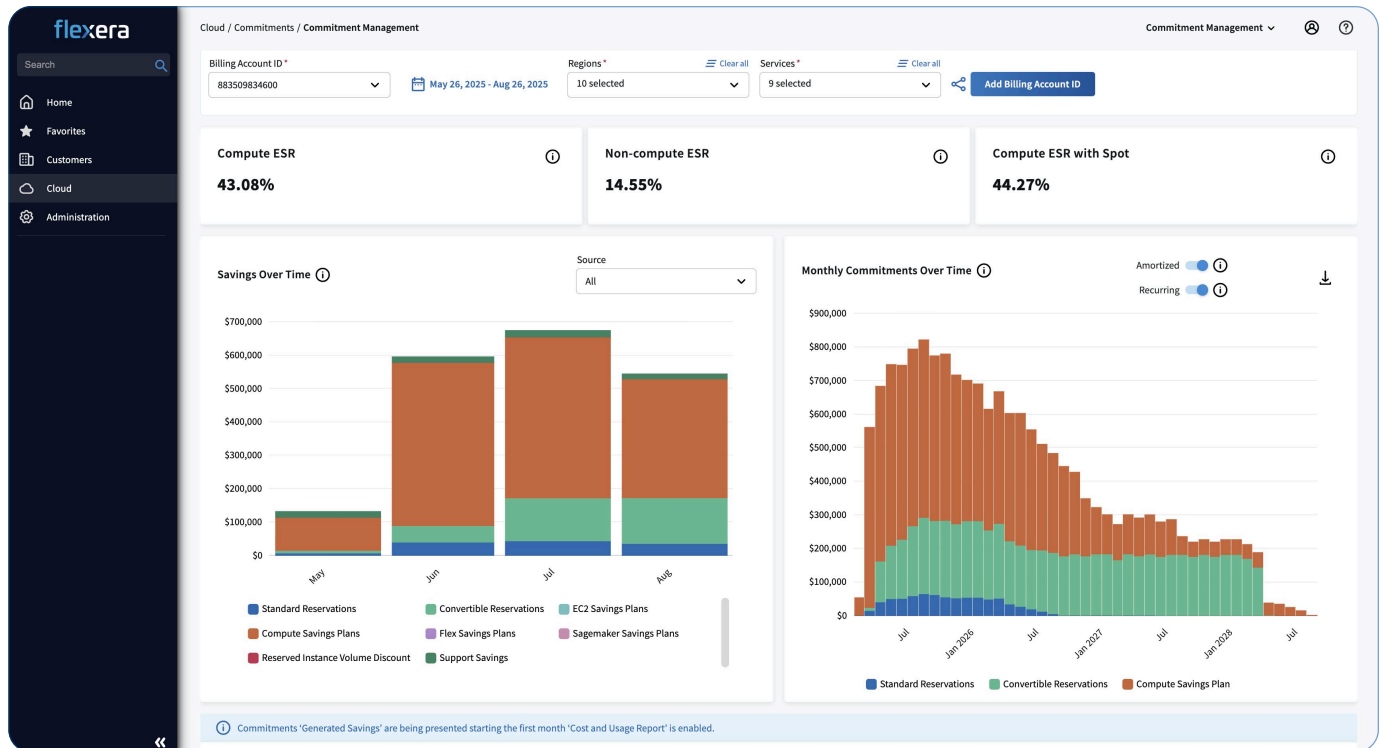 flexera
Search
Home
Favorites
Customers
Cloud
Administration
Cloud / Commitments / Commitment Management
Commitment Management
Billing Account ID*
883509834600
May 26, 2025 - Aug 26, 2025
Regions*
Clear all
10 selected
Services*
Clear all
9 selected
Add Billing Account ID
Compute ESR
43.08%
Non-compute ESR
14.55%
Compute ESR with Spot
44.27%
Savings Over Time
Source
All
$700,000
$600,000
$500,000
$400,000
$300,000
$200,000
$100,000
$0
May
Jun
Jul
Aug
Standard Reservations
Convertible Reservations
EC2 Savings Plans
Compute Savings Plans
Flex Savings Plans
Sagemaker Savings Plans
Reserved Instance Volume Discount
Support Savings
Monthly Commitments Over Time
Amortized
Recurring
$900,000
$800,000
$700,000
$600,000
$500,000
$400,000
$300,000
$200,000
$100,000
$0
Jul
Jan 2026
Jul
Jan 2027
Jul
Jan 2028
Jul
Standard Reservations
Convertible Reservations
Compute Savings Plan
Commitments 'Generated Savings' are being presented starting the first month 'Cost and Usage Report' is enabled.